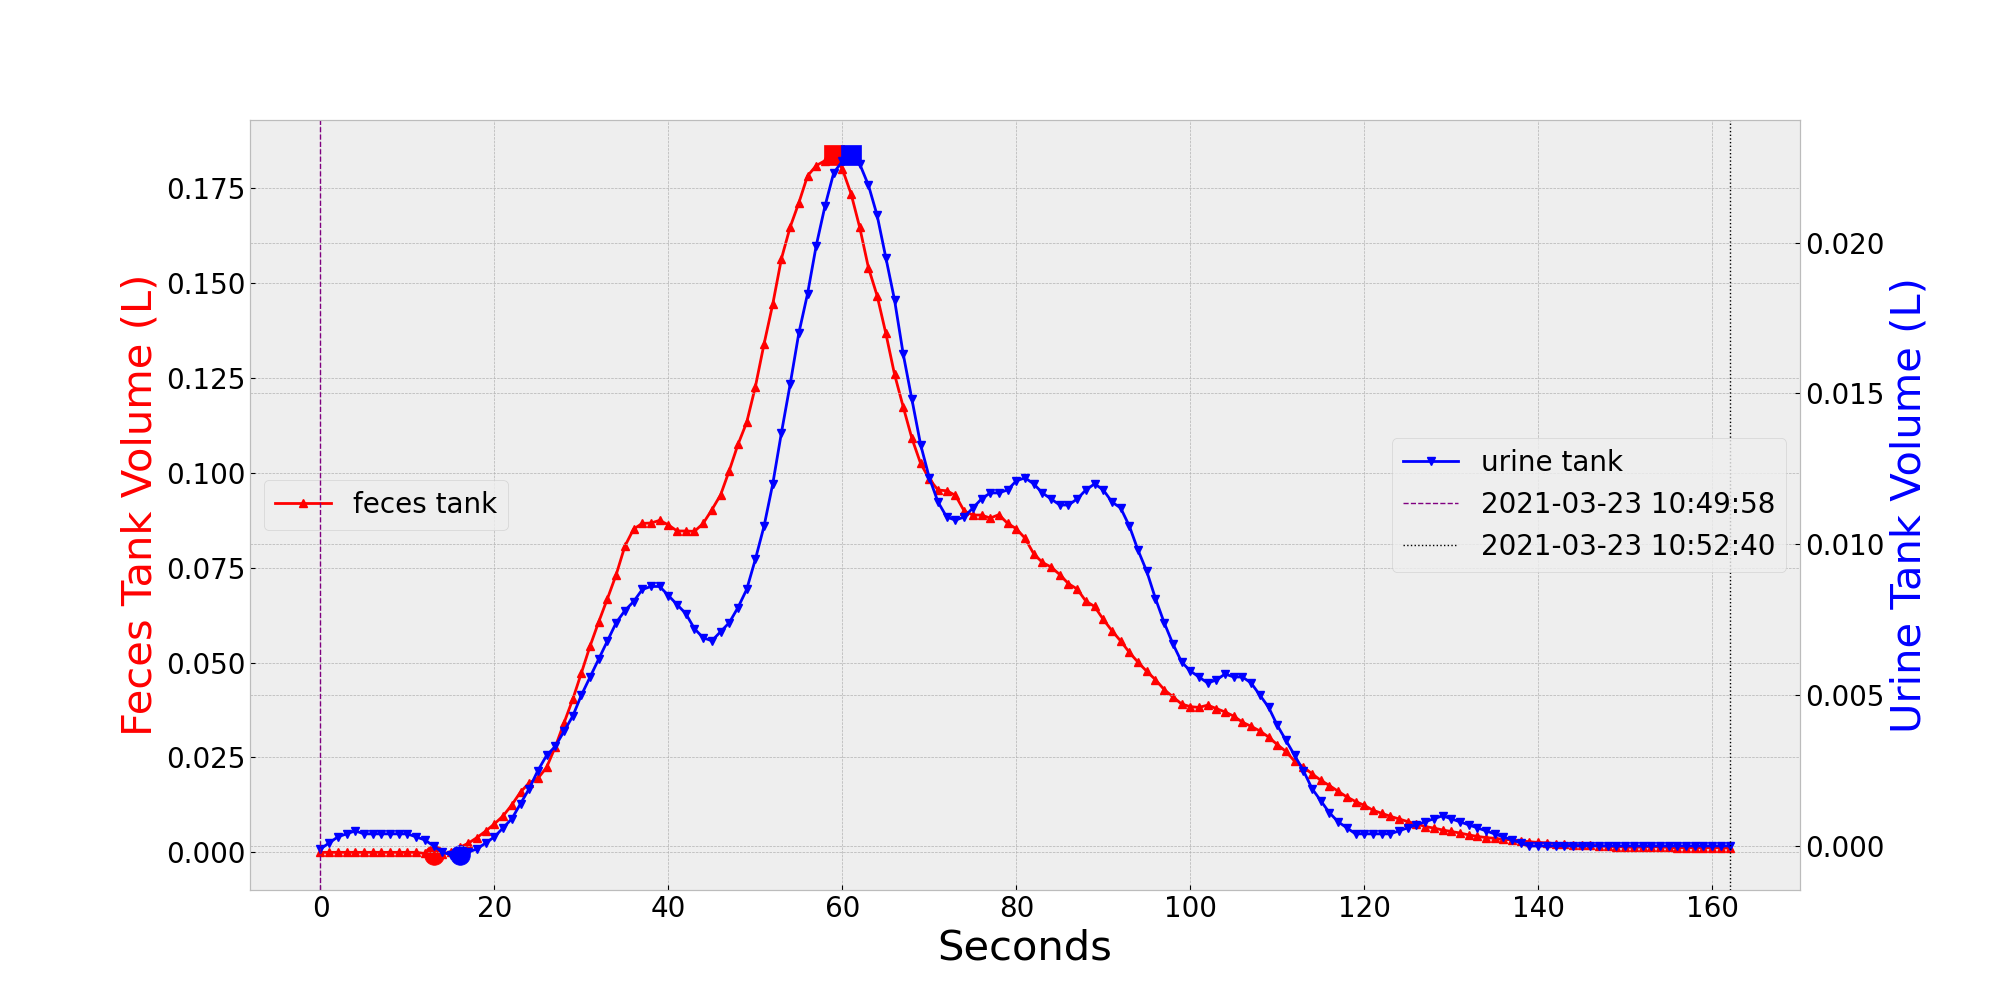 Feces Tank Volume (L)
0.175
0.150
0.125
0.100
0.075
0.050
0.025
0.000
feces tank
urine tank
2021-03-23 10:49:58
2021-03-23 10:52:40
0.020
0.015
0.010
0.005
0.000
Urine Tank Volume (L)
0 20 40 60 80 100 120 140 160
Seconds